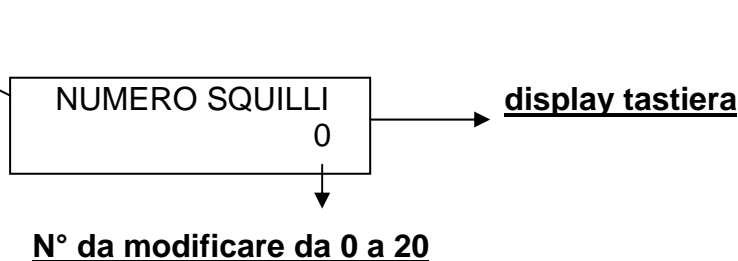 NUMERO SQUILLI
0
display tastiera
N° da modificare da 0 a 20